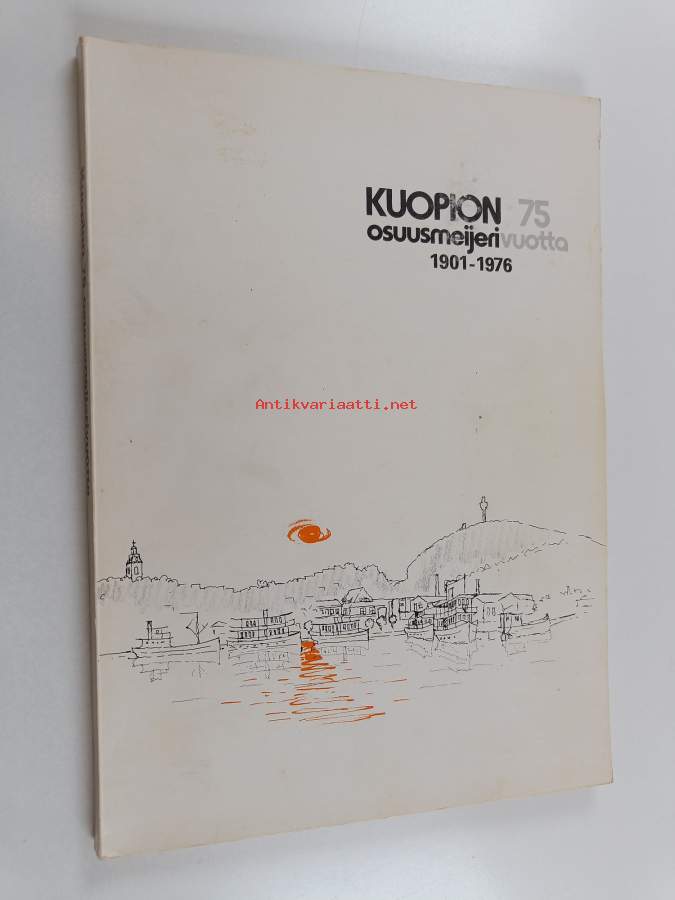 KUOPION 75
osuusmeijeri vuotta
1901-1976
Antikvariaatti.net